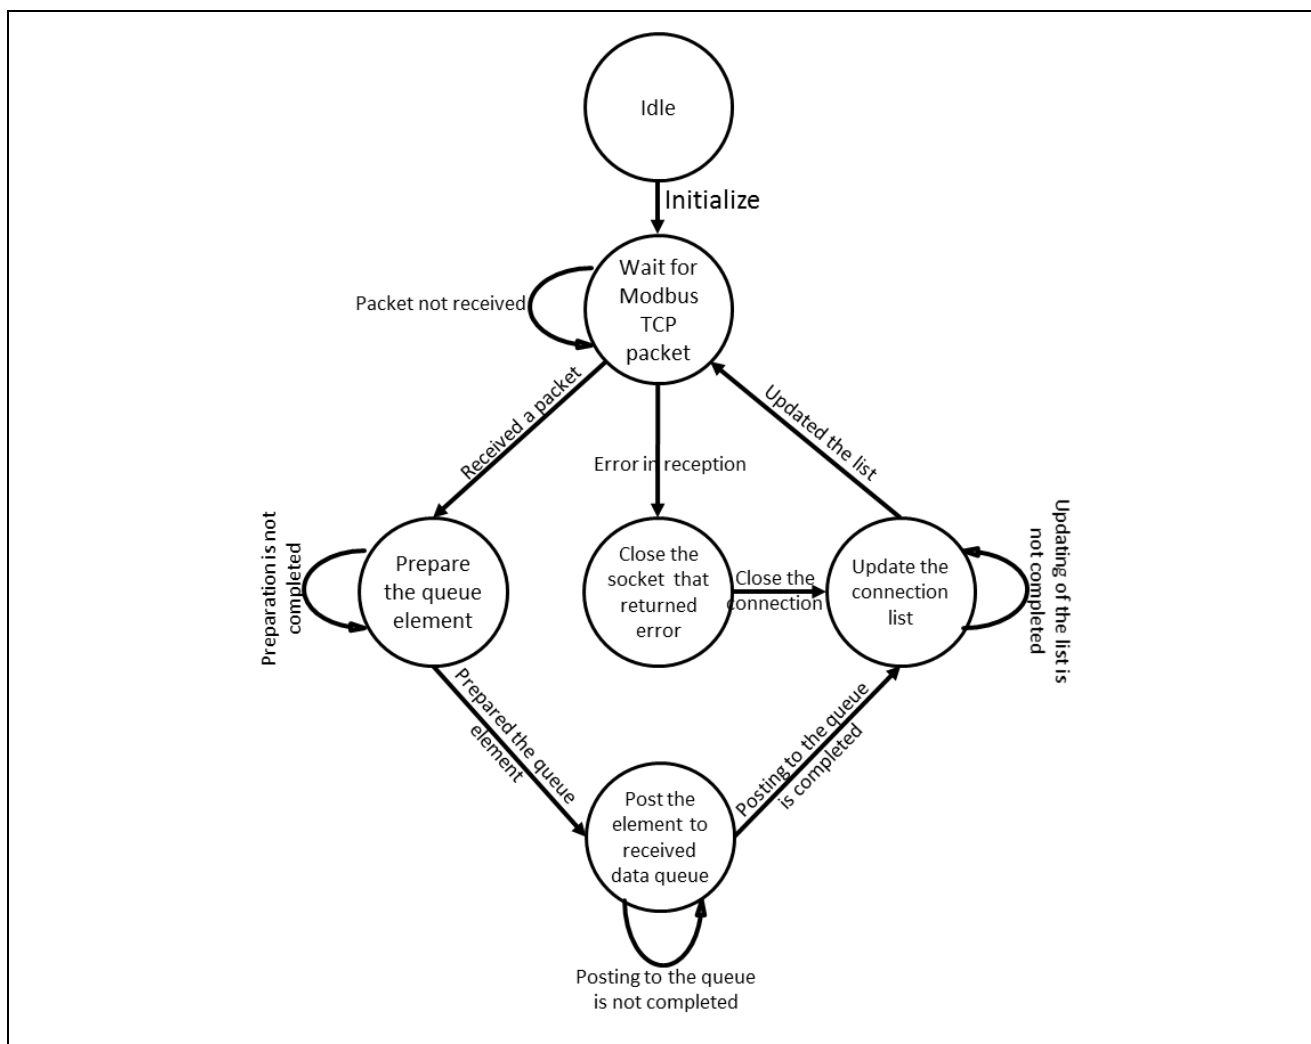 Idle
Initialize
Wait for
Modbus
TCP
packet
Packet not received
Received a packet
Error in reception
Updated the list
Preparation is not
completed
Prepare
the queue
element
Close the
socket that
returned
error
Close the
connection
Update the
connection
list
Updating of the list is
not completed
Prepared the queue
element
Posting to the queue
is completed
Post the
element to
received
data queue
Posting to the queue
is not completed